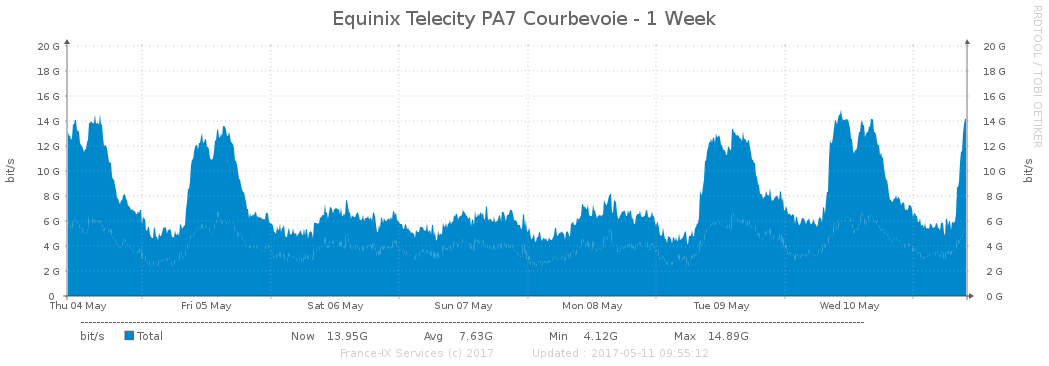 Equinix Telecity PA7 Courbevoie - 1 Week
RRDTOOL / TOBI OETIKER
bit/s
20 G 20 G
18 G 18 G
16 G 16 G
14 G 14 G
12 G 12 G
10 G 10 G
8 G 8 G
6 G 6 G
4 G 4 G
2 G 2 G
0 0 G
bit/s
Thu 04 May Fri 05 May Sat 06 May Sun 07 May Mon 08 May Tue 09 May Wed 10 May
bit/s Total Now 13.95G Avg 7.63G Min 4.12G Max 14.89G
France-IX Services (c) 2017 Updated : 2017-05-11 09:55:12